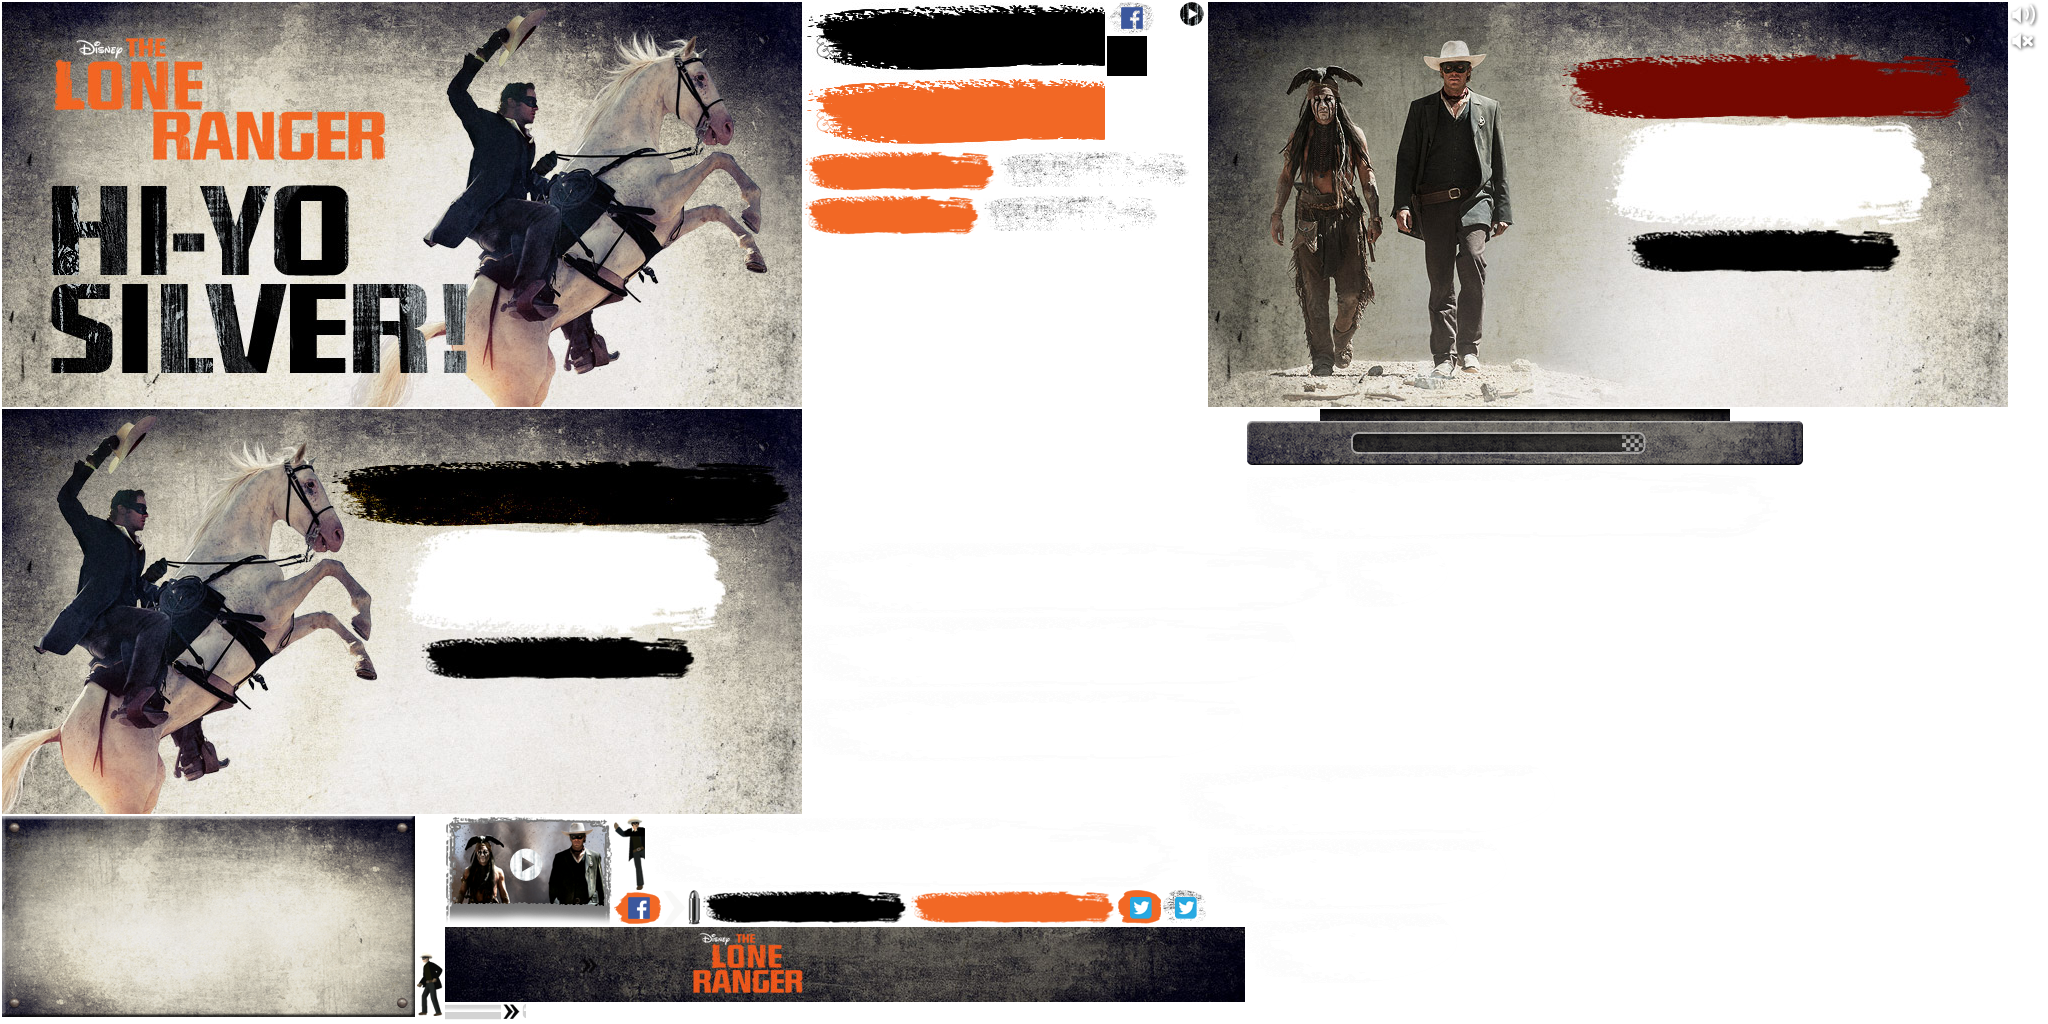 Disney THE
LONE
RANGER
HI-YO
SILVER!
Disney THE
LONE
RANGER